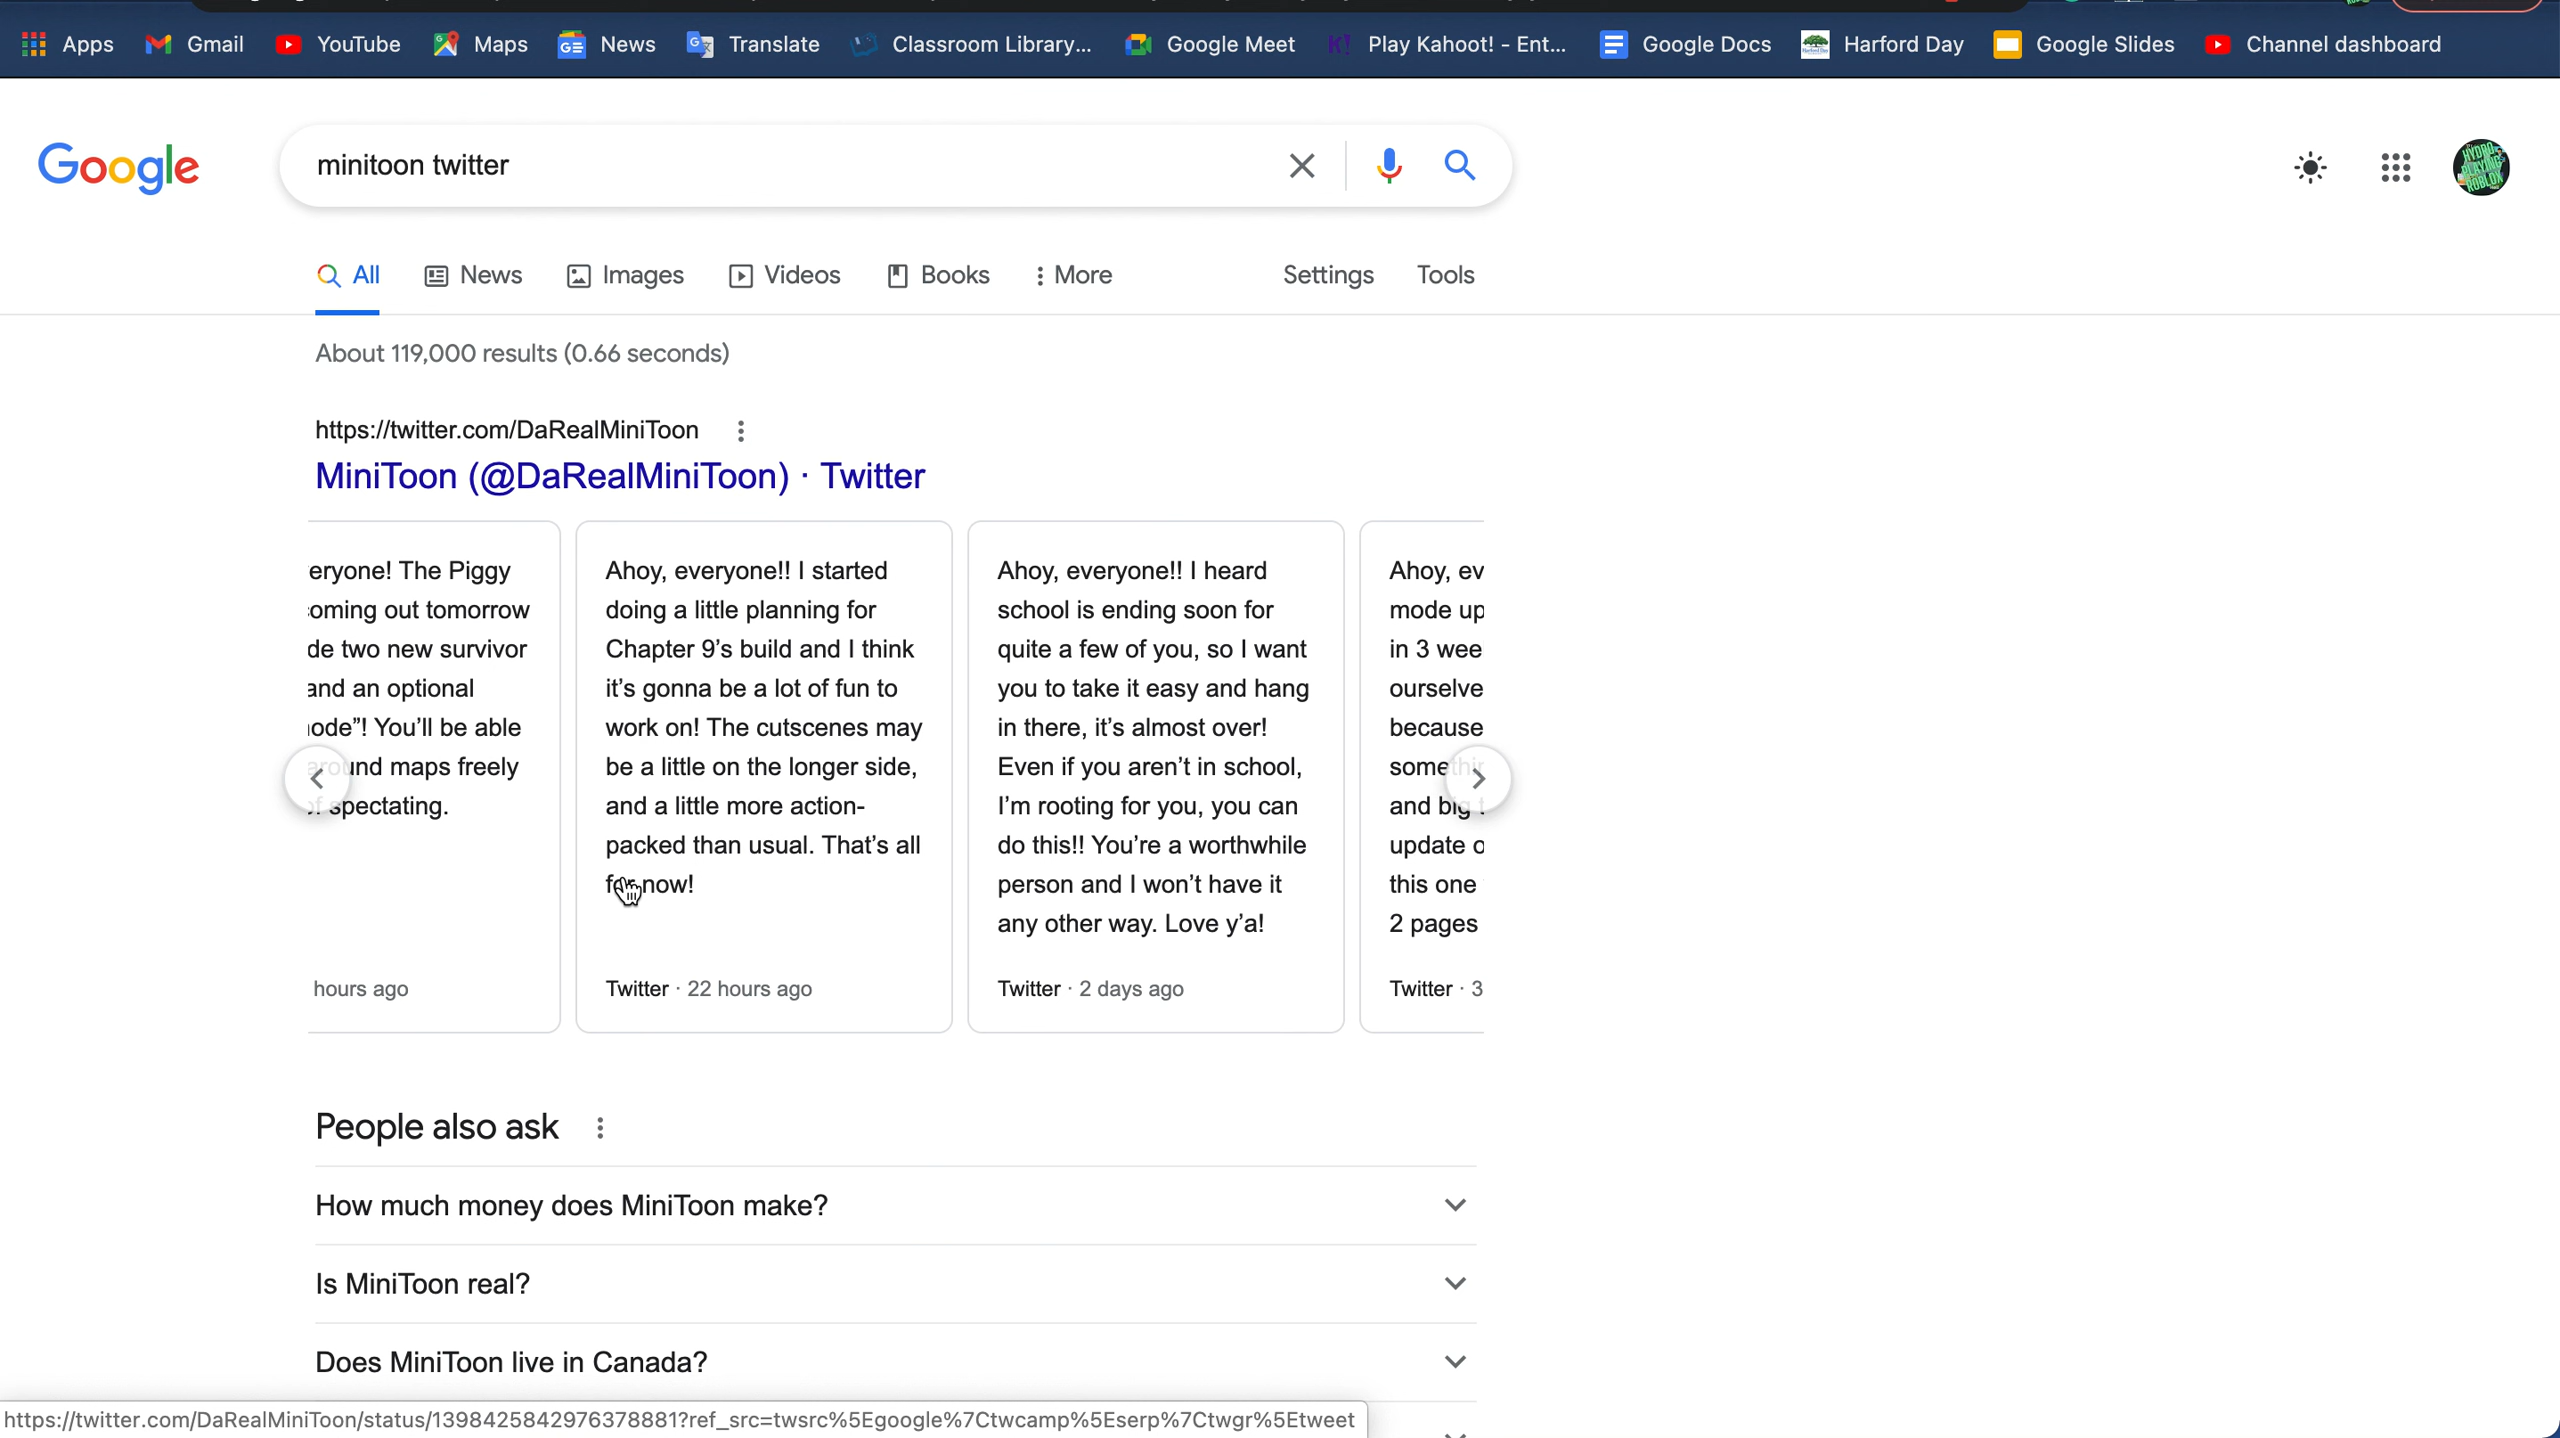 Apps Gmail YouTube Maps News Translate Classroom Library... Google Meet Play Kahoot! - Ent... Google Docs Harford Day Google Slides Channel dashboard
Google
minitoon twitter
All News Images Videos Books More Settings Tools
About 119,000 results (0.66 seconds)
https://twitter.com/DaRealMiniToon
MiniToon (@DaRealMiniToon) · Twitter
eryone! The Piggy
oming out tomorrow
de two new survivor
and an optional
ode”! You’ll be able
around maps freely
of spectating.
hours ago
Ahoy, everyone!! I started
doing a little planning for
Chapter 9’s build and I think
it’s gonna be a lot of fun to
work on! The cutscenes may
be a little on the longer side,
and a little more action-
packed than usual. That’s all
for now!
Twitter · 22 hours ago
Ahoy, everyone!! I heard
school is ending soon for
quite a few of you, so I want
you to take it easy and hang
in there, it’s almost over!
Even if you aren’t in school,
I’m rooting for you, you can
do this!! You’re a worthwhile
person and I won’t have it
any other way. Love y’a!
Twitter · 2 days ago
Ahoy, ev
mode up
in 3 wee
ourselve
because
somethin
and big t
update o
this one
2 pages
Twitter · 3
People also ask
How much money does MiniToon make?
Is MiniToon real?
Does MiniToon live in Canada?
https://twitter.com/DaRealMiniToon/status/1398425842976378881?ref_src=twsrc%5Egoogle%7Ctwcamp%5Eserp%7Ctwgr%5Etweet